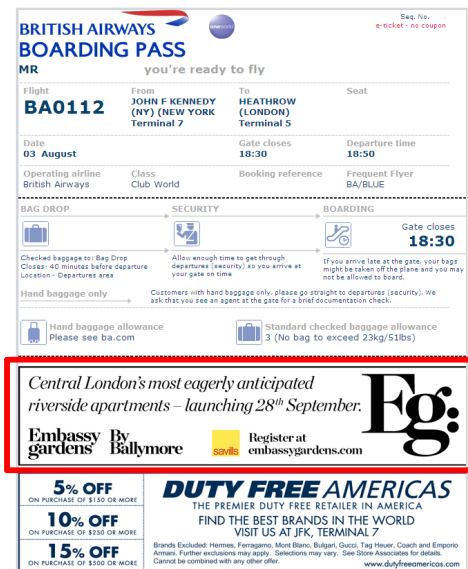 BRITISH AIRWAYS
oneworld
Seq. No.
e-ticket - no coupon
BOARDING PASS
MR you're ready to fly
Flight From To Seat
BA0112 JOHN F KENNEDY HEATHROW
(NY) (NEW YORK (LONDON)
Terminal 7 Terminal 5
Date Gate closes Departure time
03 August 18:30 18:50
Operating airline Class Booking reference Frequent Flyer
British Airways Club World BA/BLUE
BAG DROP SECURITY BOARDING
Gate closes
18:30
Checked baggage to: Bag Drop
Closes: 40 minutes before departure
Location - Departures area
Allow enough time to get through
departures (security) so you arrive at
your gate on time
If you arrive late at the gate, your bags
might be taken off the plane and you may
not be allowed to board.
Hand baggage only
Customers with hand baggage only, please go straight to departures (security). We
ask that you see an agent at the gate for a brief documentation check.
Hand baggage allowance
Please see ba.com
Standard checked baggage allowance
3 (No bag to exceed 23kg/51lbs)
Central London's most eagerly anticipated
riverside apartments – launching 28th September.
Eg:
Embassy By
gardens Ballymore
savills
Register at
embassygardens.com
5% OFF
ON PURCHASE OF $150 OR MORE
10% OFF
ON PURCHASE OF $250 OR MORE
15% OFF
ON PURCHASE OF $500 OR MORE
DUTY FREE AMERICAS
THE PREMIER DUTY FREE RETAILER IN AMERICA
FIND THE BEST BRANDS IN THE WORLD
VISIT US AT JFK, TERMINAL 7
Brands Excluded: Hermes, Ferragamo, Mont Blanc, Bulgari, Gucci, Tag Heuer, Coach and Emporio
Armani. Further exclusions may apply. Selections may vary. See Store Associates for details.
Cannot be combined with any other offer.
www.dutyfreeamericas.com